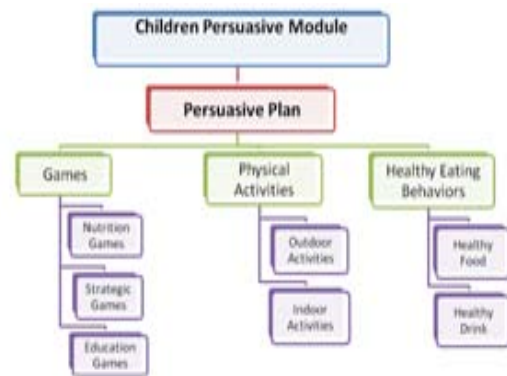 Children Persuasive Module
Persuasive Plan
Games
Nutrition
Games
Strategic
Games
Education
Games
Physical
Activities
Outdoor
Activities
Indoor
Activities
Healthy Eating
Behaviors
Healthy
Food
Healthy
Drink